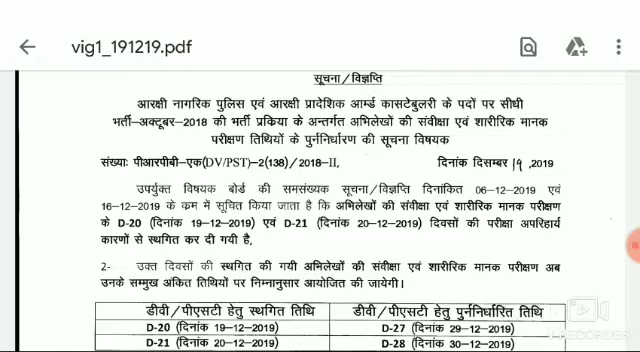 vig1_191219.pdf
सूचना/विज्ञप्ति
आरक्षी नागरिक पुलिस एवं आरक्षी प्रादेशिक आर्म्ड कासटेबुलरी के पदों पर सीधी
भर्ती–अक्टूबर–2018 की भर्ती प्रकिया के अन्तर्गत अभिलेखों की संवीक्षा एवं शारीरिक मानक
परीक्षण तिथियों के पुर्ननिर्धारण की सूचना विषयक
संख्याः पीआरपीबी–एक(DV/PST)–2(138)/2018–II, दिनांक दिसम्बर 19 ,2019
उपर्युक्त विषयक बोर्ड की समसंख्यक सूचना/विज्ञप्ति दिनांकित 06–12–2019 एवं
16–12–2019 के कम में सूचित किया जाता है कि अभिलेखों की संवीक्षा एवं शारीरिक मानक परीक्षण
के D-20 (दिनांक 19–12–2019) एवं D-21 (दिनांक 20–12–2019) दिवसों की परीक्षा अपरिहार्य
कारणों से स्थगित कर दी गयी है,
2- उक्त दिवसों की स्थगित की गयी अभिलेखों की संवीक्षा एवं शारीरिक मानक परीक्षण अब
उनके सम्मुख अंकित तिथियों पर निम्नानुसार आयोजित की जायेगी।
डीवी/पीएसटी हेतु स्थगित तिथि डीवी/पीएसटी हेतु पुर्ननिर्धारित तिथि
D-20 (दिनांक 19-12-2019) D-27 (दिनांक 29-12-2019)
D-21 (दिनांक 20-12-2019) D-28 (दिनांक 30-12-2019)